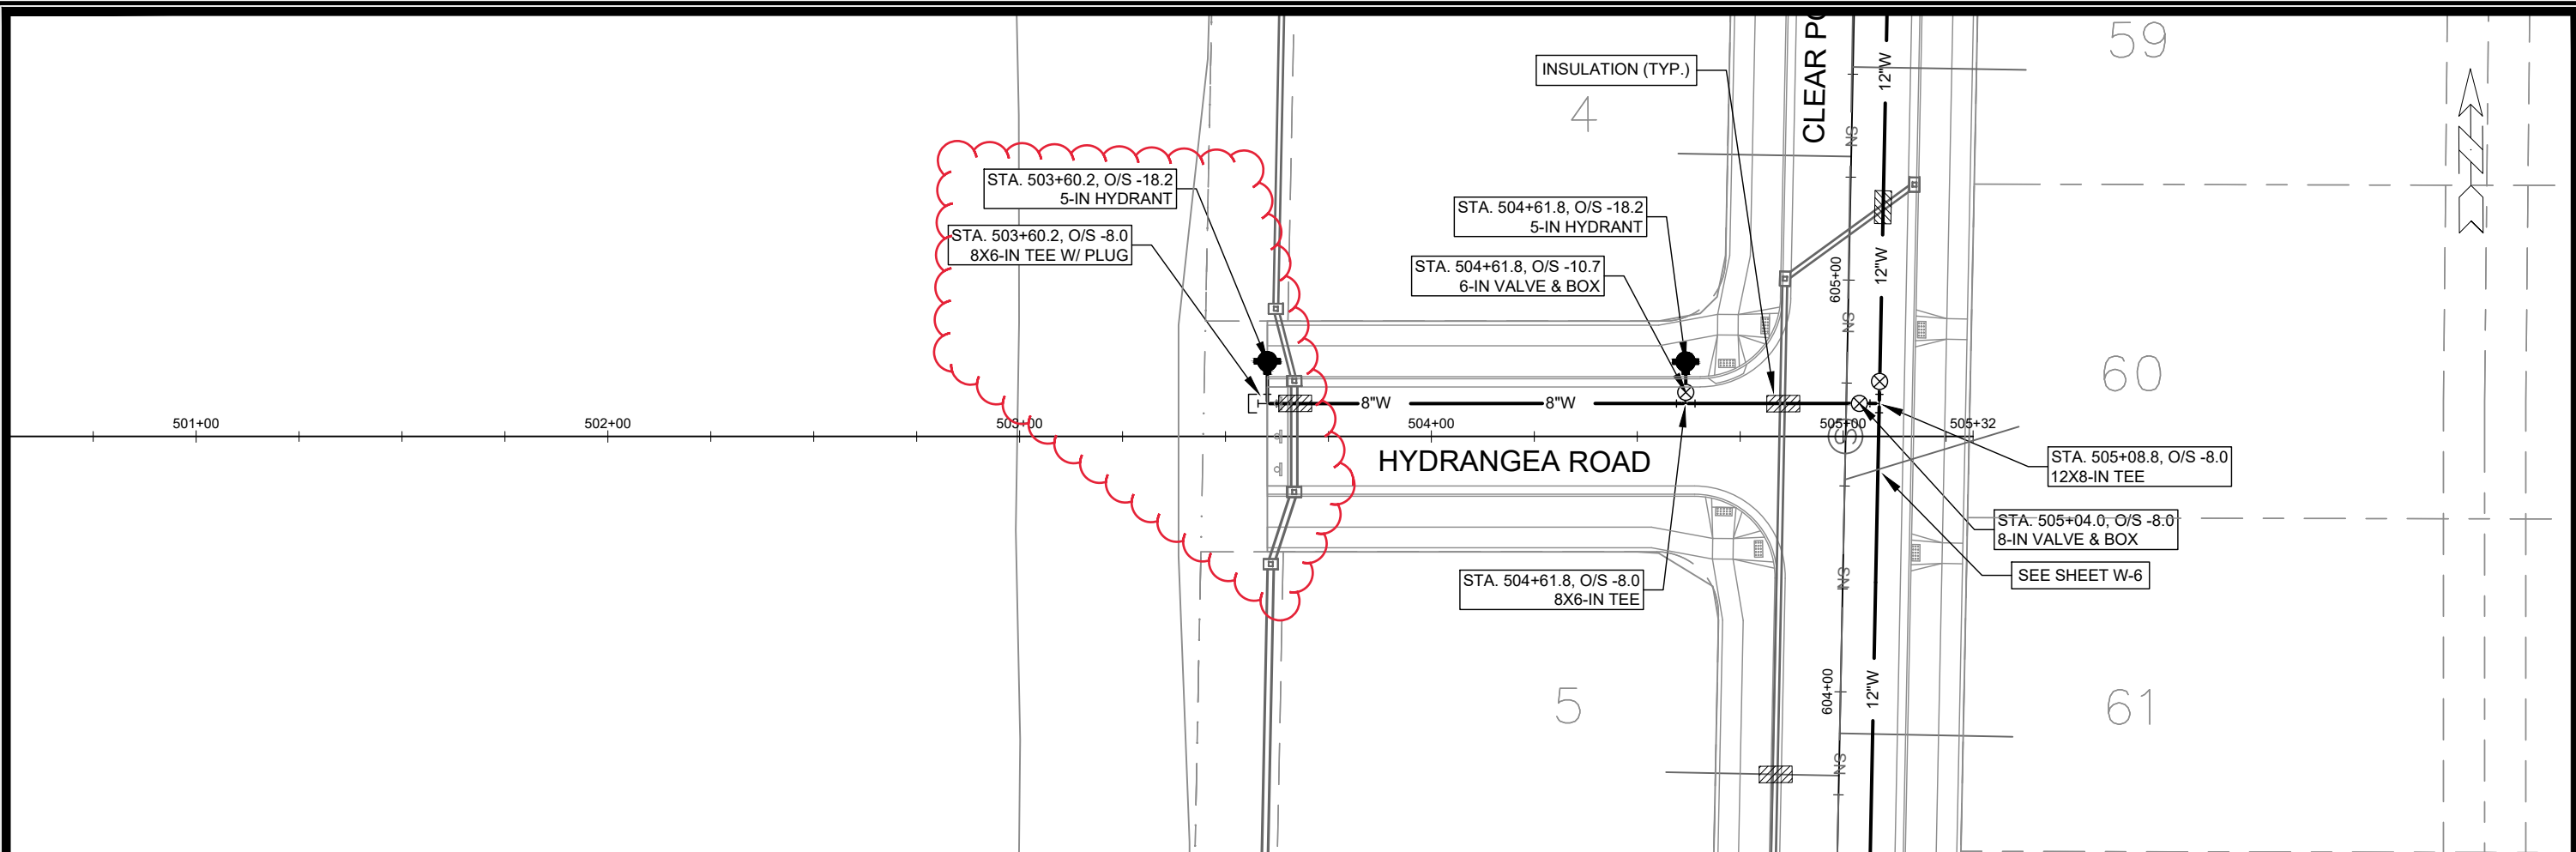 59
CLEAR
12"W
INSULATION (TYP.)
4
SN
STA. 503+60.2, O/S -18.2
5-IN HYDRANT
STA. 504+61.8, O/S -18.2
5-IN HYDRANT
STA. 503+60.2, O/S -8.0
8X6-IN TEE W/ PLUG
STA. 504+61.8, O/S -10.7
6-IN VALVE & BOX
12"W
605+00
SN
60
8"W
8"W
501+00
502+00
503+00
504+00
505+00
505+32
S
HYDRANGEA ROAD
STA. 505+08.8, O/S -8.0
12X8-IN TEE
STA. 505+04.0, O/S -8.0
8-IN VALVE & BOX
SEE SHEET W-6
STA. 504+61.8, O/S -8.0
8X6-IN TEE
SN
604+00
12"W
5
61
SN